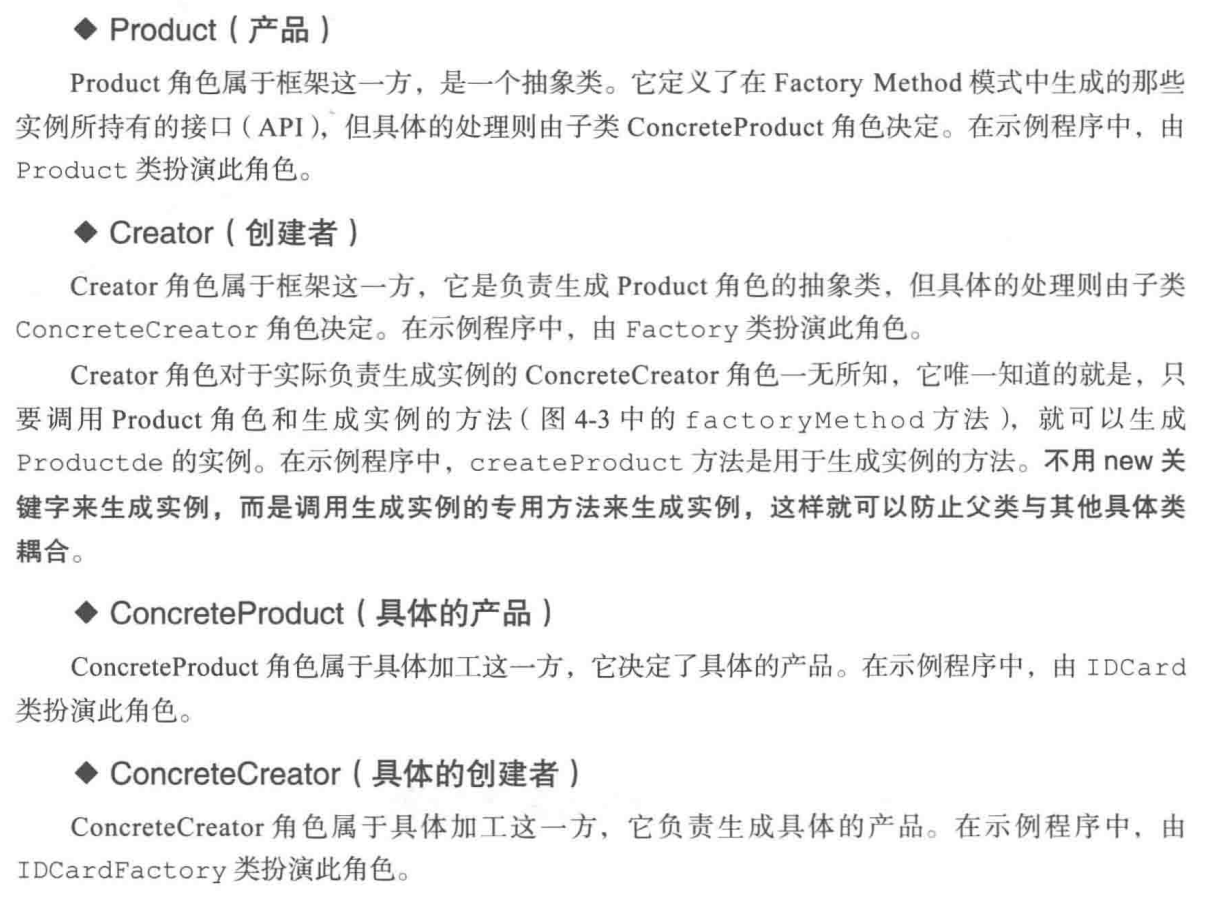 ◆ Product（产品）
Product 角色属于框架这一方，是一个抽象类。它定义了在 Factory Method 模式中生成的那些
实例所持有的接口（API），但具体的处理则由子类 ConcreteProduct 角色决定。在示例程序中，由
Product 类扮演此角色。
◆ Creator（创建者）
Creator 角色属于框架这一方，它是负责生成 Product 角色的抽象类，但具体的处理则由子类
ConcreteCreator 角色决定。在示例程序中，由 Factory 类扮演此角色。
Creator 角色对于实际负责生成实例的 ConcreteCreator 角色一无所知，它唯一知道的就是，只
要调用 Product 角色和生成实例的方法（图 4-3 中的 factoryMethod 方法），就可以生成
Productde 的实例。在示例程序中，createProduct 方法是用于生成实例的方法。不用 new 关
键字来生成实例，而是调用生成实例的专用方法来生成实例，这样就可以防止父类与其他具体类
耦合。
◆ ConcreteProduct（具体的产品）
ConcreteProduct 角色属于具体加工这一方，它决定了具体的产品。在示例程序中，由 IDCard
类扮演此角色。
◆ ConcreteCreator（具体的创建者）
ConcreteCreator 角色属于具体加工这一方，它负责生成具体的产品。在示例程序中，由
IDCardFactory 类扮演此角色。